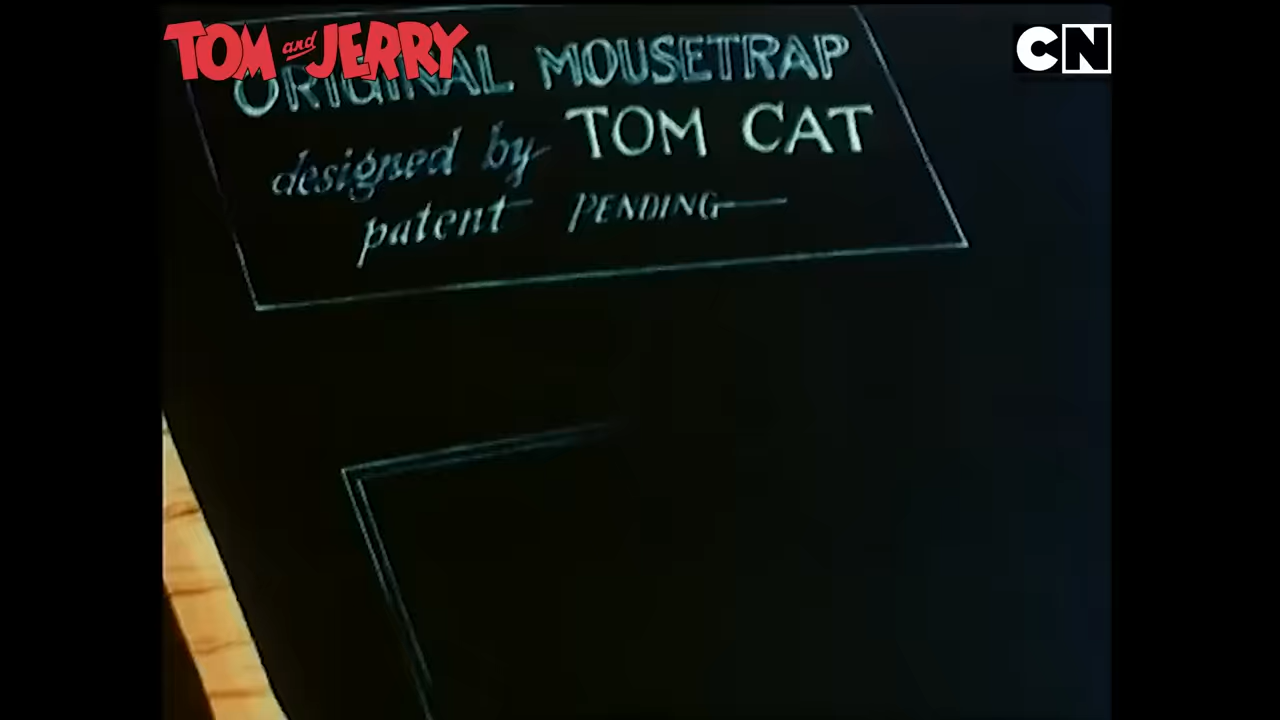 TOM and JERRY
CN
ORIGINAL MOUSETRAP
designed by TOM CAT
patent PENDING